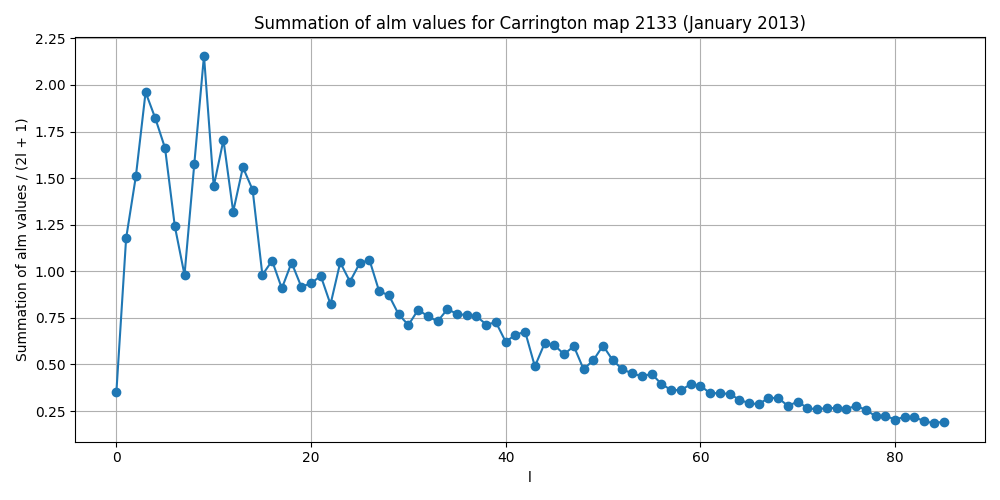 Summation of alm values for Carrington map 2133 (January 2013)
Summation of alm values / (2l + 1)
2.25
2.00
1.75
1.50
1.25
1.00
0.75
0.50
0.25
0 20 40 60 80
l